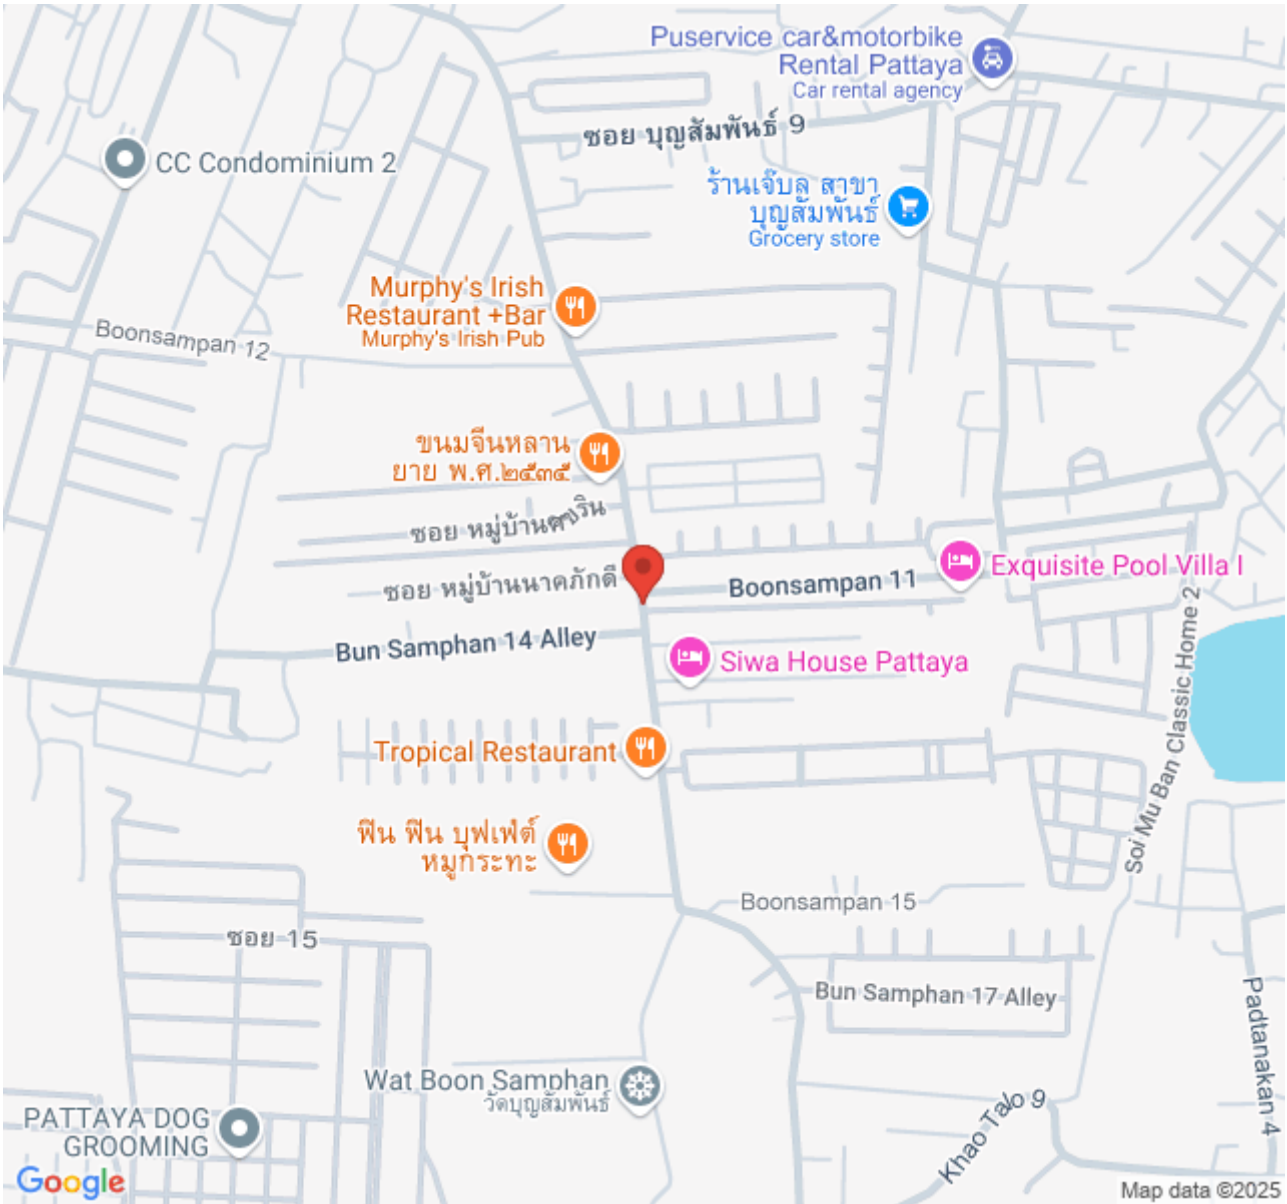 Puservice car&motorbike
Rental Pattaya
Car rental agency
ซอย บุญสัมพันธ์ 9
CC Condominium 2
ร้านเจ๊บล สาขา
บุญสัมพันธ์
Grocery store
Murphy's Irish
Restaurant +Bar
Murphy's Irish Pub
Boonsampan 12
ขนมจีนหลาน
ยาย พ.ศ.๒๕๓๕
ซอย หมู่บ้าน
ซอย หมู่บ้านนาคภักดี
Boonsampan 11
Exquisite Pool Villa I
Bun Samphan 14 Alley
Siwa House Pattaya
Soi Mu Ban Classic Home 2
Tropical Restaurant
ฟิน ฟิน บุฟเฟ่ต์
หมูกระทะ
Boonsampan 15
ซอย 15
Bun Samphan 17 Alley
Padtanakan 4
Wat Boon Samphan
วัดบุญสัมพันธ์
Khao Talo 9
PATTAYA DOG
GROOMING
Google
Map data ©2025